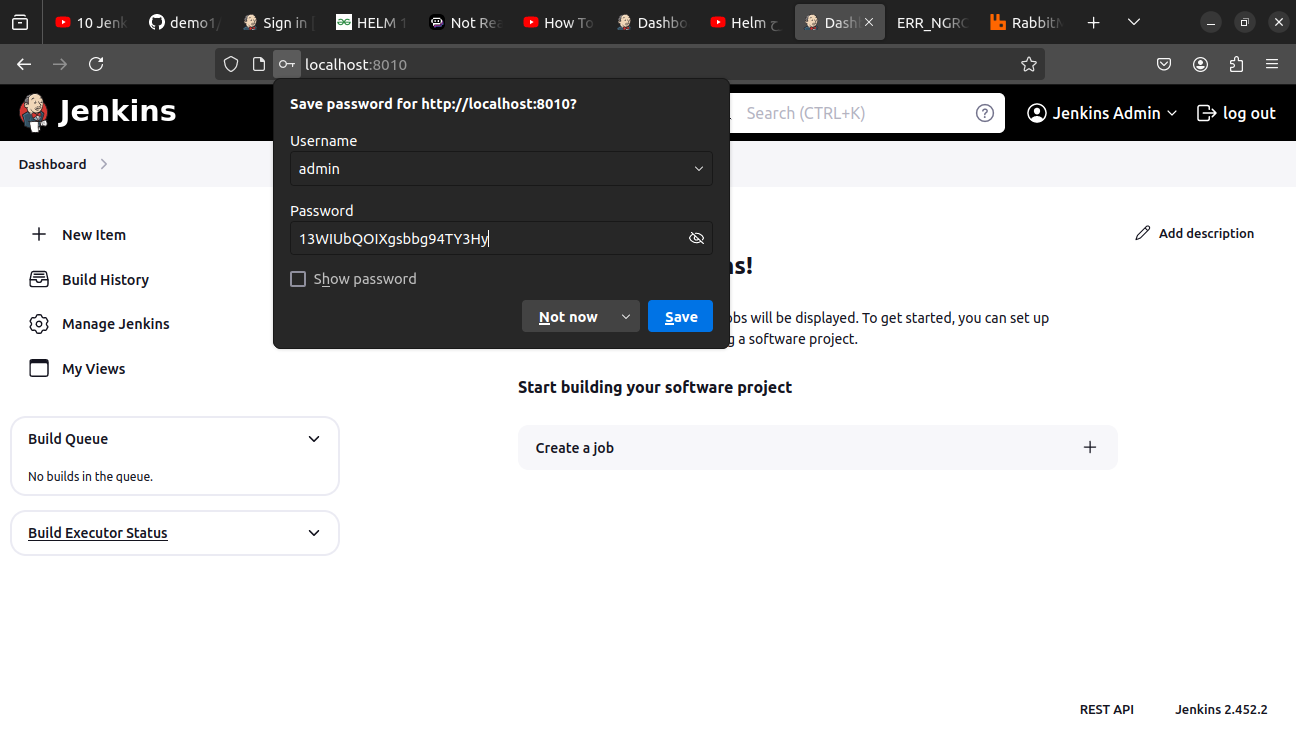 10 Jenk
demo1/
Sign in [
HELM 1
Not Rea
How To
Dashbo
Helm
Dash
ERR_NGRO
RabbitM
localhost:8010
Jenkins
Search (CTRL+K)
Jenkins Admin
log out
Dashboard
Save password for http://localhost:8010?
Username
admin
Password
13WIUbQOIXgsbbg94TY3Hy
Show password
Not now
Save
New Item
Build History
Manage Jenkins
My Views
Add description
ns!
obs will be displayed. To get started, you can set up
g a software project.
Start building your software project
Create a job
Build Queue
No builds in the queue.
Build Executor Status
REST API
Jenkins 2.452.2